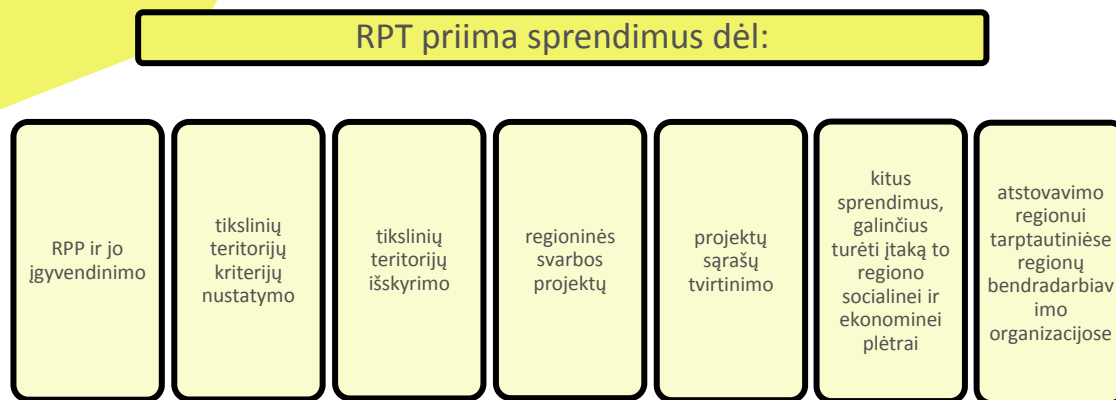 RPT priima sprendimus dėl:
RPP ir jo
įgyvendinimo
tikslinių
teritorijų
kriterijų
nustatymo
tikslinių
teritorijų
išskyrimo
regioninės
svarbos
projektų
projektų
sąrašų
tvirtinimo
kitus
sprendimus,
galinčius
turėti įtaką to
regiono
socialinei ir
ekonominei
plėtrai
atstovavimo
regionui
tarptautiniėse
regionų
bendradarbiav
imo
organizacijose